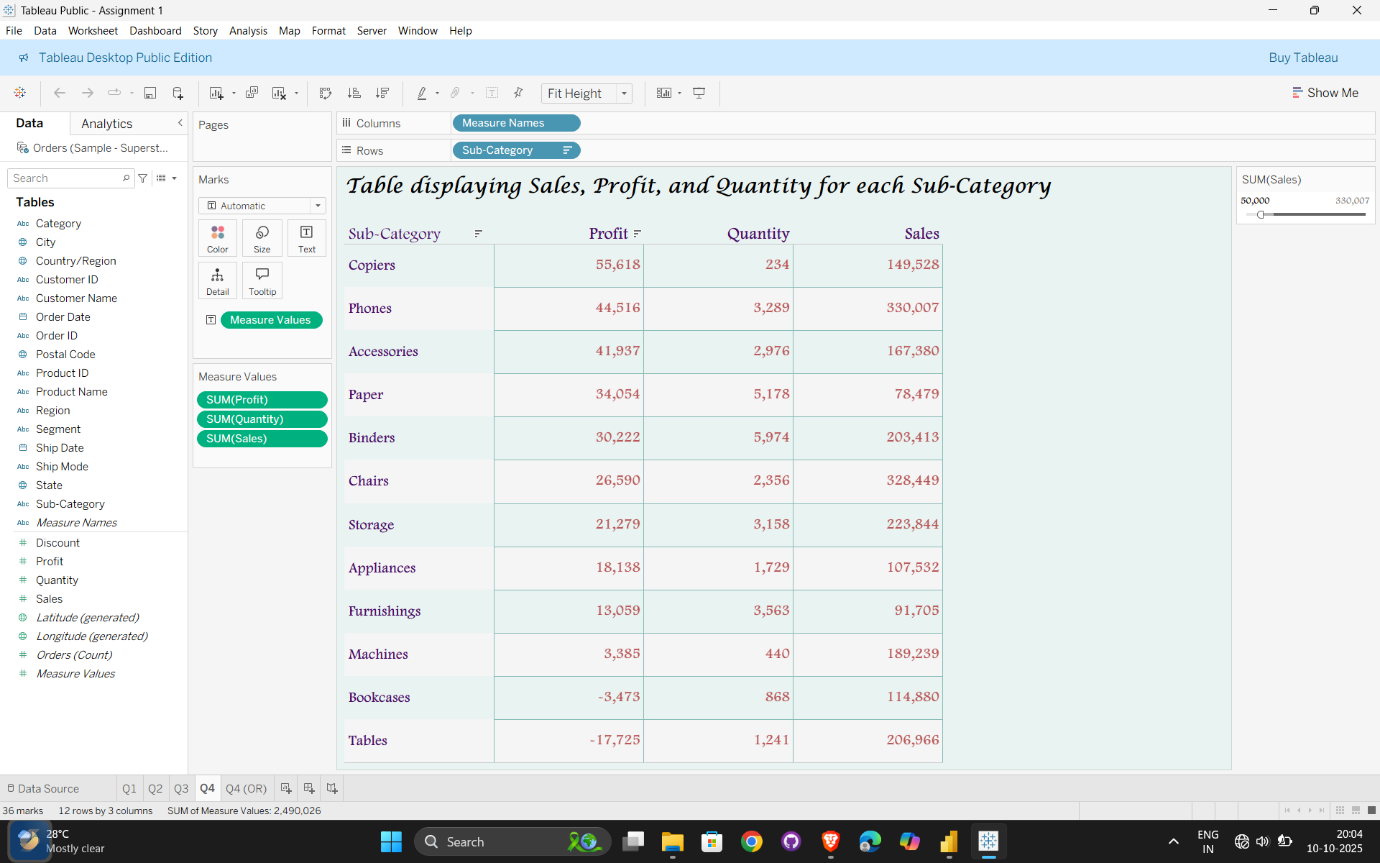 Tableau Public - Assignment 1
File Data Worksheet Dashboard Story Analysis Map Format Server Window Help
Tableau Desktop Public Edition Buy Tableau
Fit Height Show Me
Data Analytics
Orders (Sample - Superst...
Search
Tables
Abc Category
City
Country/Region
Abc Customer ID
Abc Customer Name
Order Date
Abc Order ID
Postal Code
Abc Product ID
Abc Product Name
Abc Region
Abc Segment
Ship Date
Abc Ship Mode
State
Abc Sub-Category
Abc Measure Names
# Discount
# Profit
# Quantity
# Sales
Latitude (generated)
Longitude (generated)
# Orders (Count)
# Measure Values
Pages
Marks
Automatic
Color Size Text
Detail Tooltip
Measure Values
Measure Values
SUM(Profit)
SUM(Quantity)
SUM(Sales)
Columns Measure Names
Rows Sub-Category
Table displaying Sales, Profit, and Quantity for each Sub-Category
Sub-Category Profit Quantity Sales
Copiers 55,618 234 149,528
Phones 44,516 3,289 330,007
Accessories 41,937 2,976 167,380
Paper 34,054 5,178 78,479
Binders 30,222 5,974 203,413
Chairs 26,590 2,356 328,449
Storage 21,279 3,158 223,844
Appliances 18,138 1,729 107,532
Furnishings 13,059 3,563 91,705
Machines 3,385 440 189,239
Bookcases -3,473 868 114,880
Tables -17,725 1,241 206,966
SUM(Sales)
50,000 330,007
Data Source Q1 Q2 Q3 Q4 Q4 (OR)
36 marks 12 rows by 3 columns SUM of Measure Values: 2,490,026
28°C
Mostly clear
Search
ENG
IN
20:04
10-10-2025